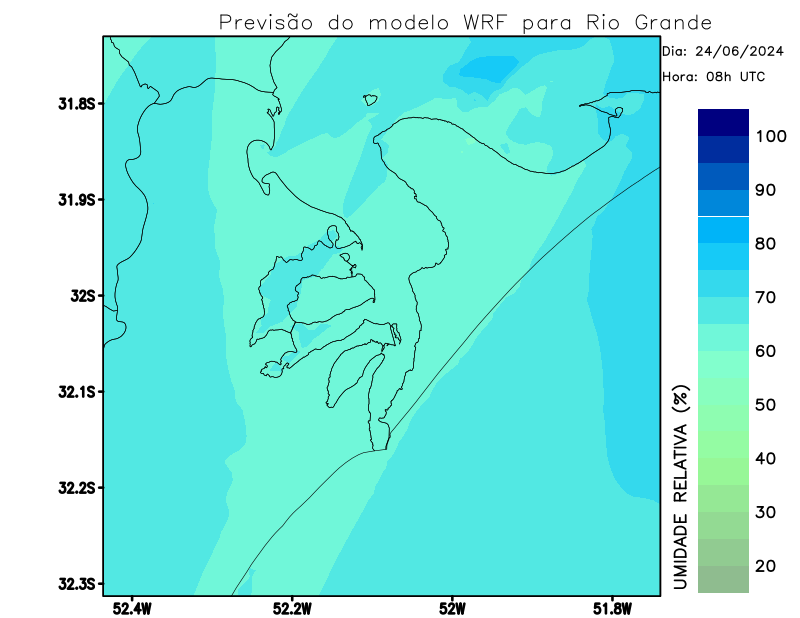 Previsão do modelo WRF para Rio Grande
Dia: 24/06/2024
Hora: 08h UTC
31.8S
31.9S
32S
32.1S
32.2S
32.3S
52.4W
52.2W
52W
51.8W
100
90
80
70
60
50
40
30
20
UMIDADE RELATIVA (%)